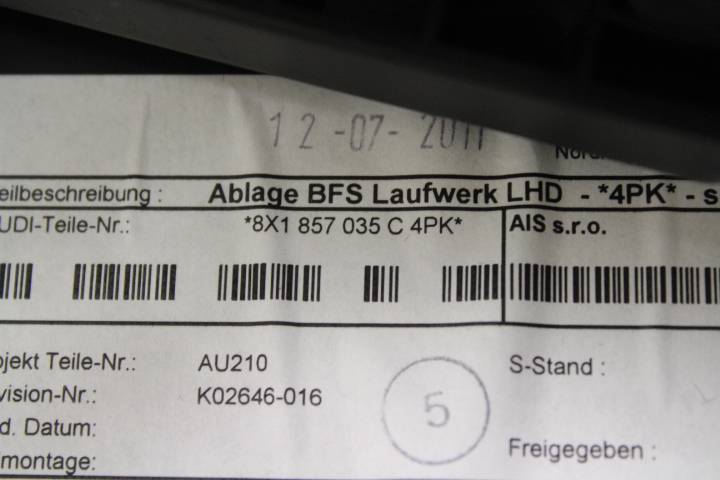 12-07-2011
eilbeschreibung : Ablage BFS Laufwerk LHD - *4PK* - s
UDI-Teile-Nr.: *8X1 857 035 C 4PK* AIS s.r.o.
ojekt Teile-Nr.: AU210 S-Stand :
vision-Nr.: K02646-016
5
d. Datum:
montage: Freigegeben :